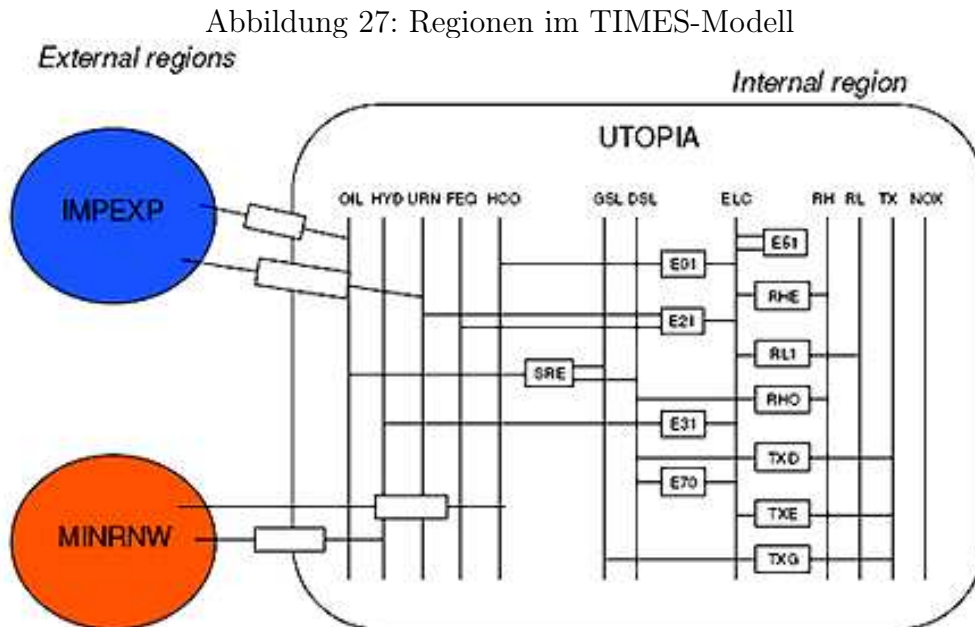 Abbildung 27: Regionen im TIMES-Modell
External regions
Internal region
UTOPIA
IMPEXP
OIL HYD URN FEQ HCO GSL DSL ELC RH RL TX NOX
E51
E01
RHE
E21
RL1
SRE
RHO
E31
TXD
E70
MINRNW
TXE
TXG